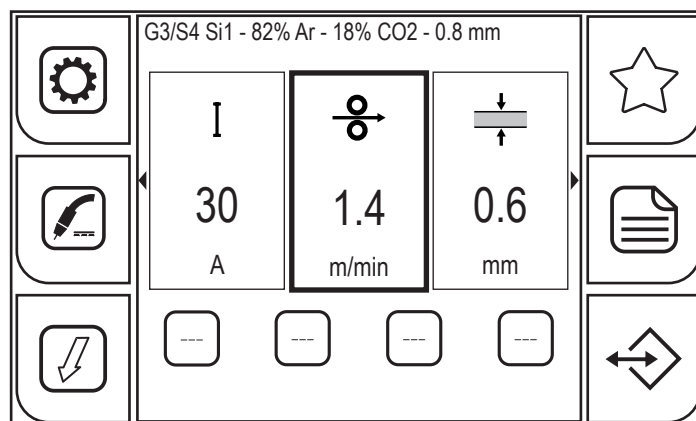 G3/S4 Si1 - 82% Ar - 18% CO2 - 0.8 mm
I
30
A
1.4
m/min
0.6
mm
--- --- --- ---